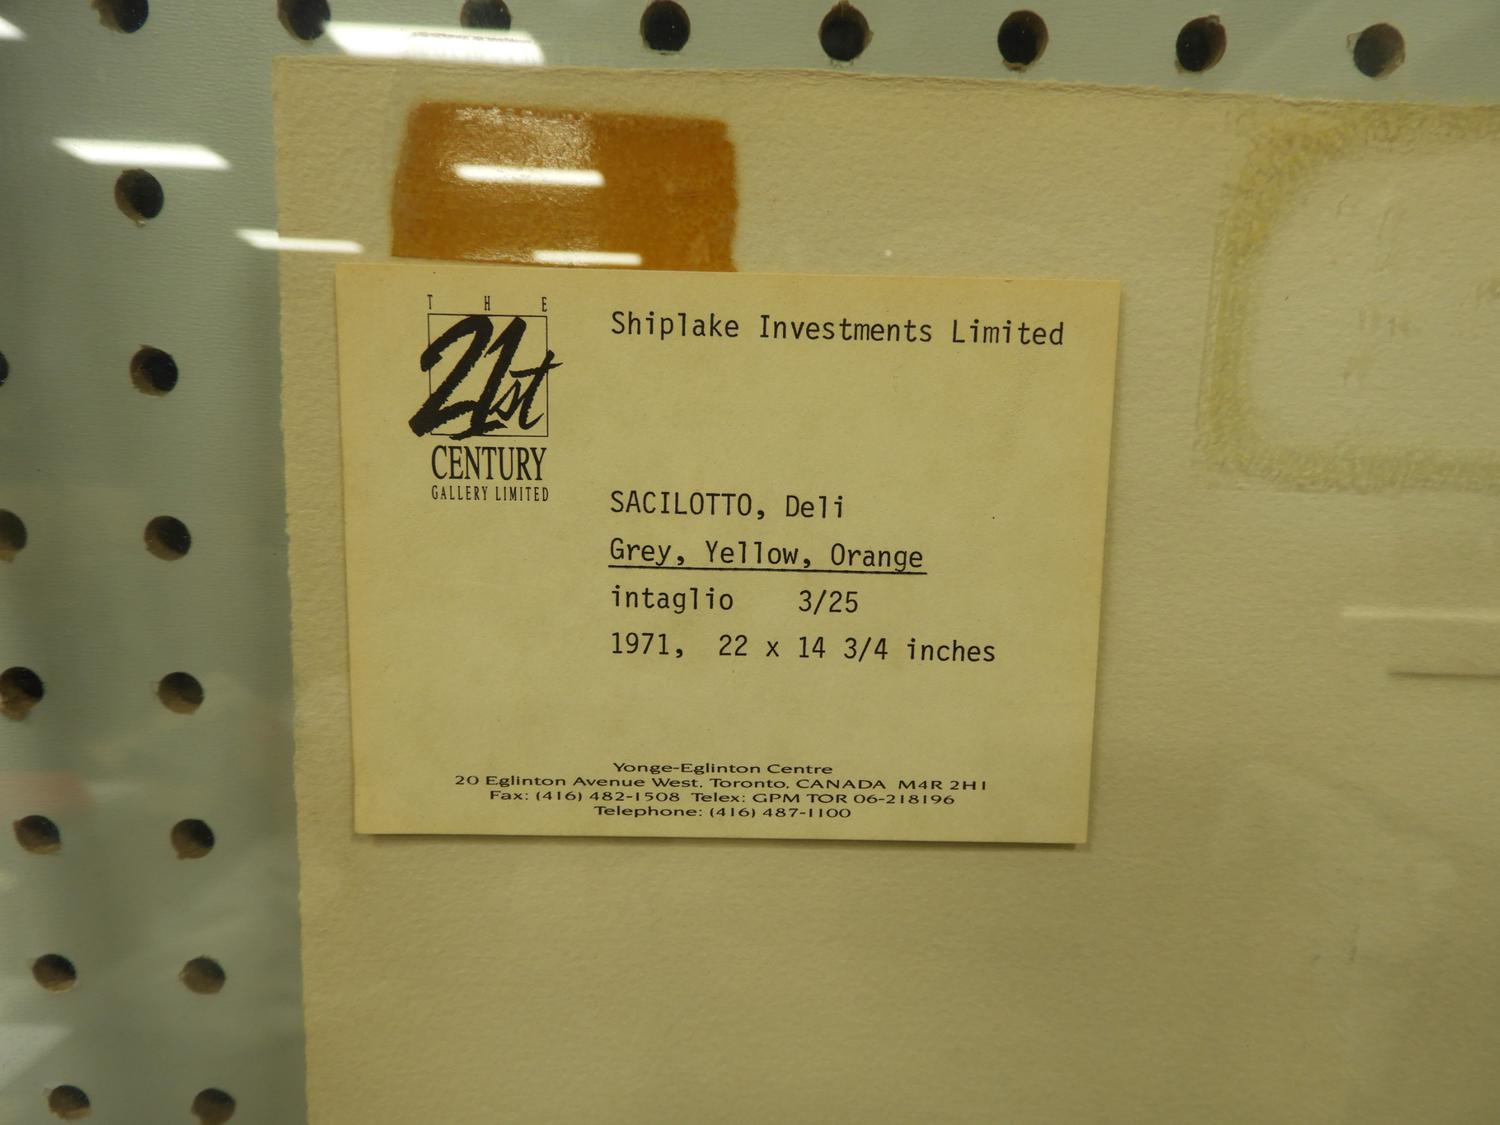 THE
21st
CENTURY
GALLERY LIMITED
Shiplake Investments Limited
SACILOTTO, Deli
Grey, Yellow, Orange
intaglio 3/25
1971, 22 x 14 3/4 inches
Yonge-Eglinton Centre
20 Eglinton Avenue West, Toronto, CANADA M4R 2H1
Fax: (416) 482-1508 Telex: GPM TOR 06-218196
Telephone: (416) 487-1100